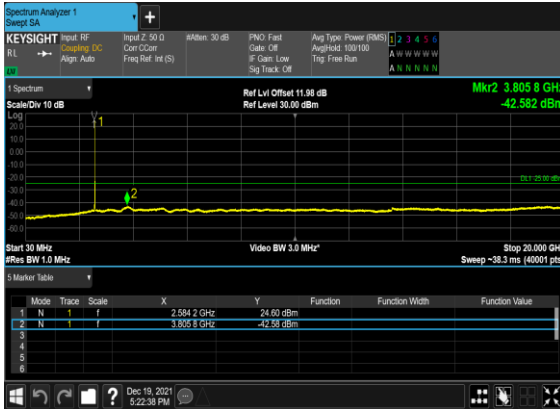 Spectrum Analyzer 1
Swept SA
+
KEYSIGHT
RL
Input: RF
Coupling: DC
Align: Auto
Input Z: 50 Ω
Corr CCorr
Freq Ref: Int (S)
#Atten: 30 dB
PNO: Fast
Gate: Off
IF Gain: Low
Sig Track: Off
Avg Type: Power (RMS)
Avg|Hold: 100/100
Trig: Free Run
1 2 3 4 5 6
A W W W W W
A N N N N N
1 Spectrum
Scale/Div 10 dB
Ref Lvl Offset 11.98 dB
Ref Level 30.00 dBm
Mkr2 3.805 8 GHz
-42.582 dBm
Log
20.0
10.0
0.00
-10.0
-20.0
-30.0
-40.0
-50.0
-60.0
1
2
DL1 -25.00 dBm
Start 30 MHz
#Res BW 1.0 MHz
Video BW 3.0 MHz*
Stop 20.000 GHz
Sweep ~38.3 ms (40001 pts)
5 Marker Table
Mode Trace Scale X Y Function Function Width Function Value
1 N 1 f 2.584 2 GHz 24.60 dBm
2 N 1 f 3.805 8 GHz -42.58 dBm
3
4
5
6
?
Dec 19, 2021
5:22:38 PM